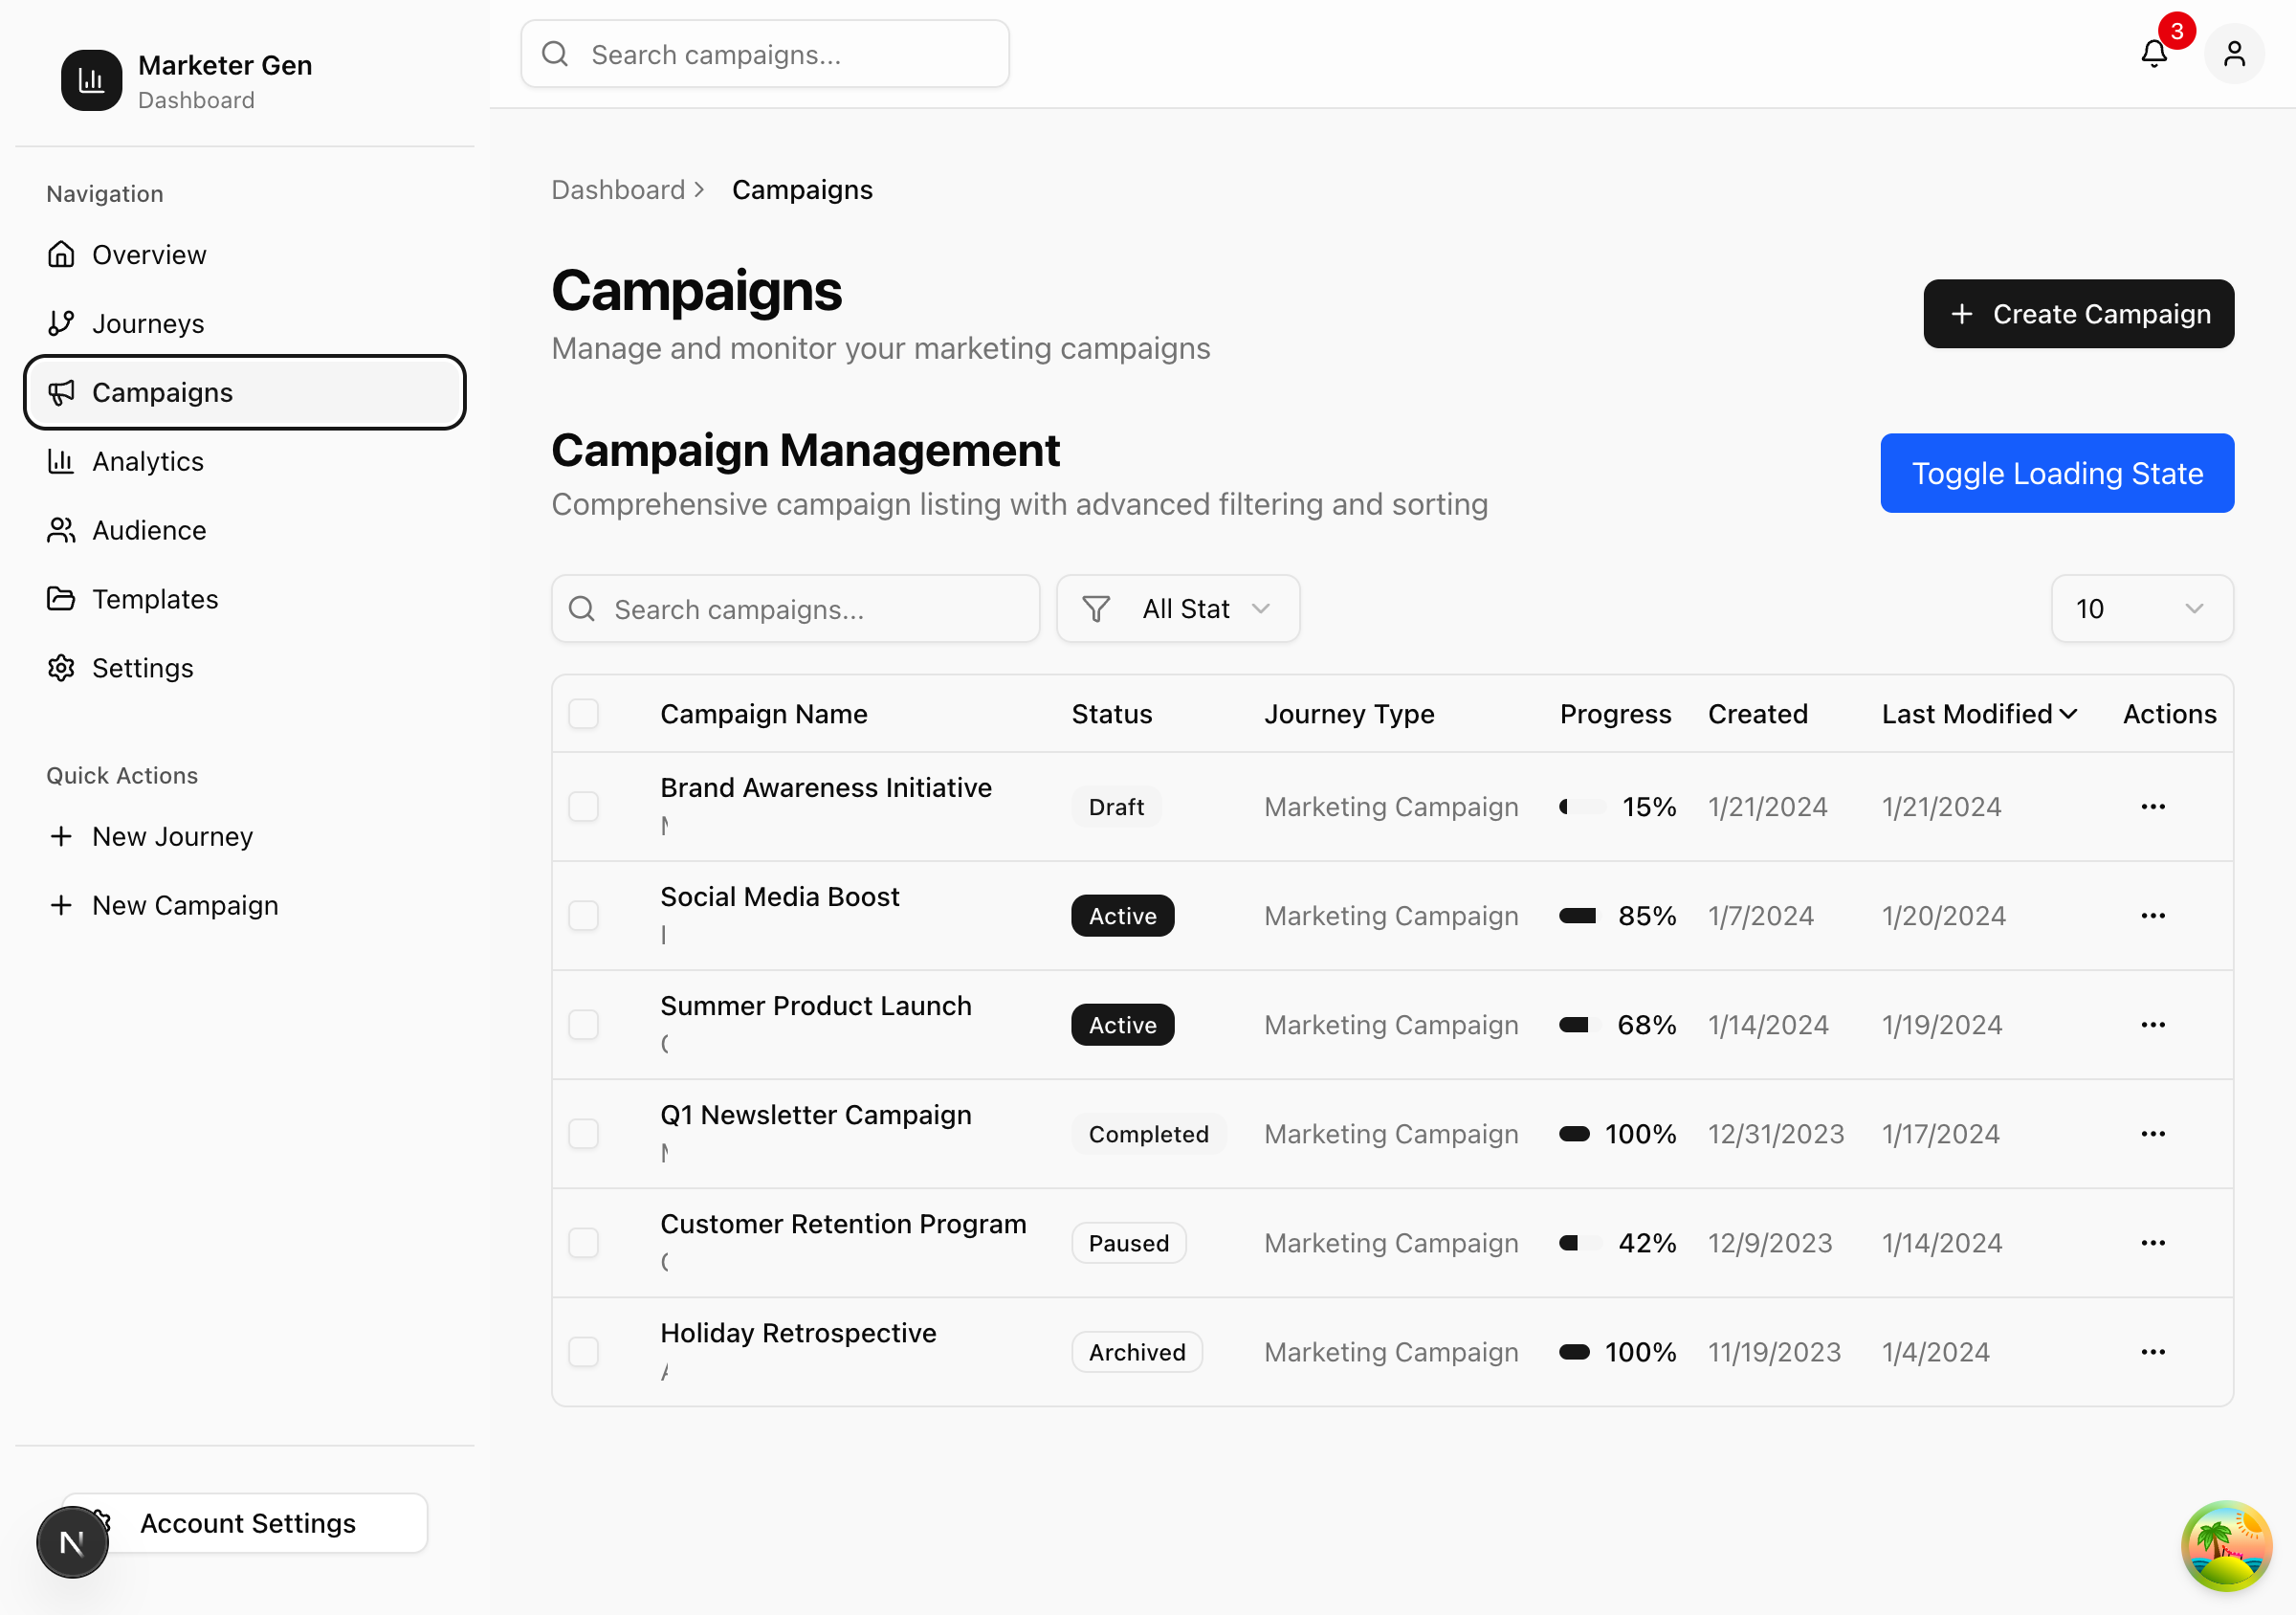 Marketer Gen
Dashboard
Navigation
Overview
Journeys
Campaigns
Analytics
Audience
Templates
Settings
Quick Actions
New Journey
New Campaign
Account Settings
N
Search campaigns...
3
Dashboard > Campaigns
Campaigns
Manage and monitor your marketing campaigns
Create Campaign
Campaign Management
Comprehensive campaign listing with advanced filtering and sorting
Toggle Loading State
Search campaigns... All Stat 10
Campaign Name Status Journey Type Progress Created Last Modified Actions
Brand Awareness Initiative
Draft Marketing Campaign 15% 1/21/2024 1/21/2024
Social Media Boost
Active Marketing Campaign 85% 1/7/2024 1/20/2024
Summer Product Launch
Active Marketing Campaign 68% 1/14/2024 1/19/2024
Q1 Newsletter Campaign
Completed Marketing Campaign 100% 12/31/2023 1/17/2024
Customer Retention Program
Paused Marketing Campaign 42% 12/9/2023 1/14/2024
Holiday Retrospective
Archived Marketing Campaign 100% 11/19/2023 1/4/2024